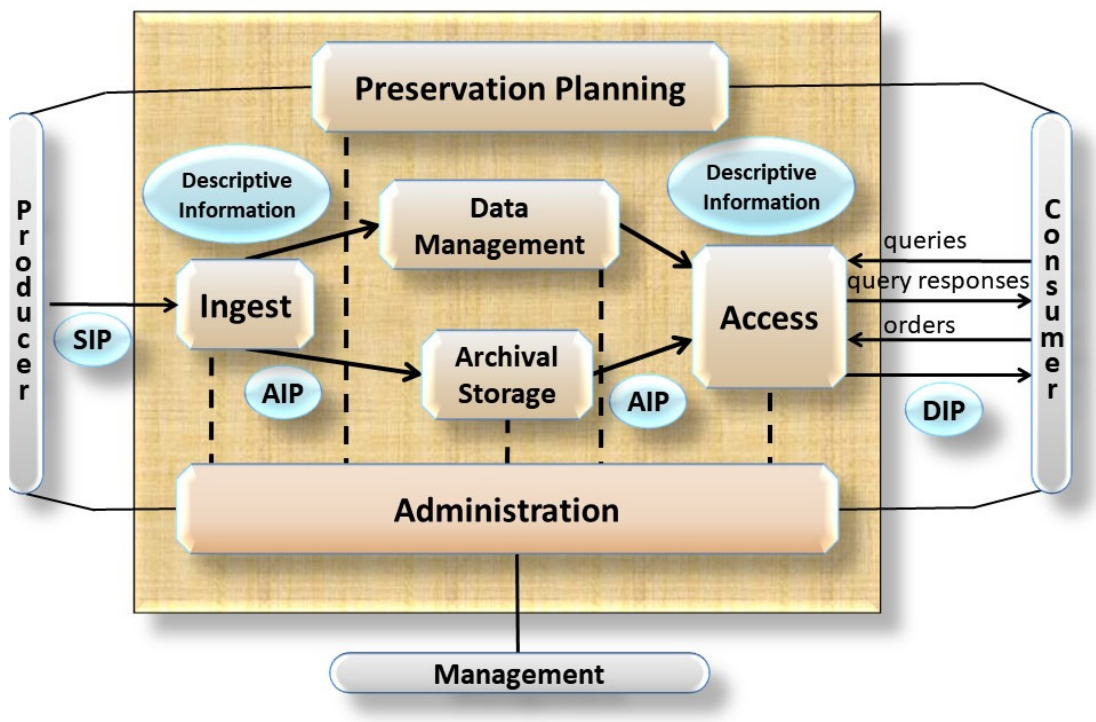 Preservation Planning
Descriptive
Information
Descriptive
Information
Data
Management
Producer
Consumer
queries
query responses
orders
Ingest
Access
SIP
Archival
Storage
AIP
AIP
DIP
Administration
Management